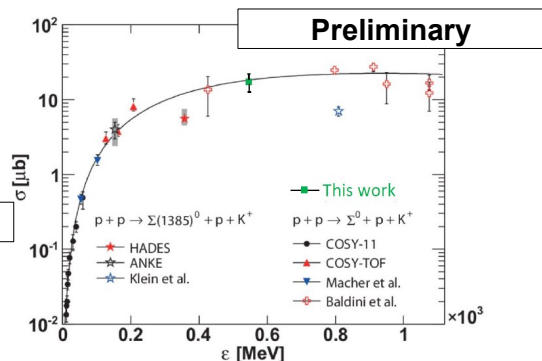 Preliminary
10²
10
1
10⁻¹
10⁻²
σ [μb]
This work
p + p → Σ(1385)⁰ + p + K⁺
HADES
ANKE
Klein et al.
p + p → Σ⁰ + p + K⁺
COSY-11
COSY-TOF
Macher et al.
Baldini et al.
0 0.2 0.4 0.6 0.8 1
×10³
ε [MeV]